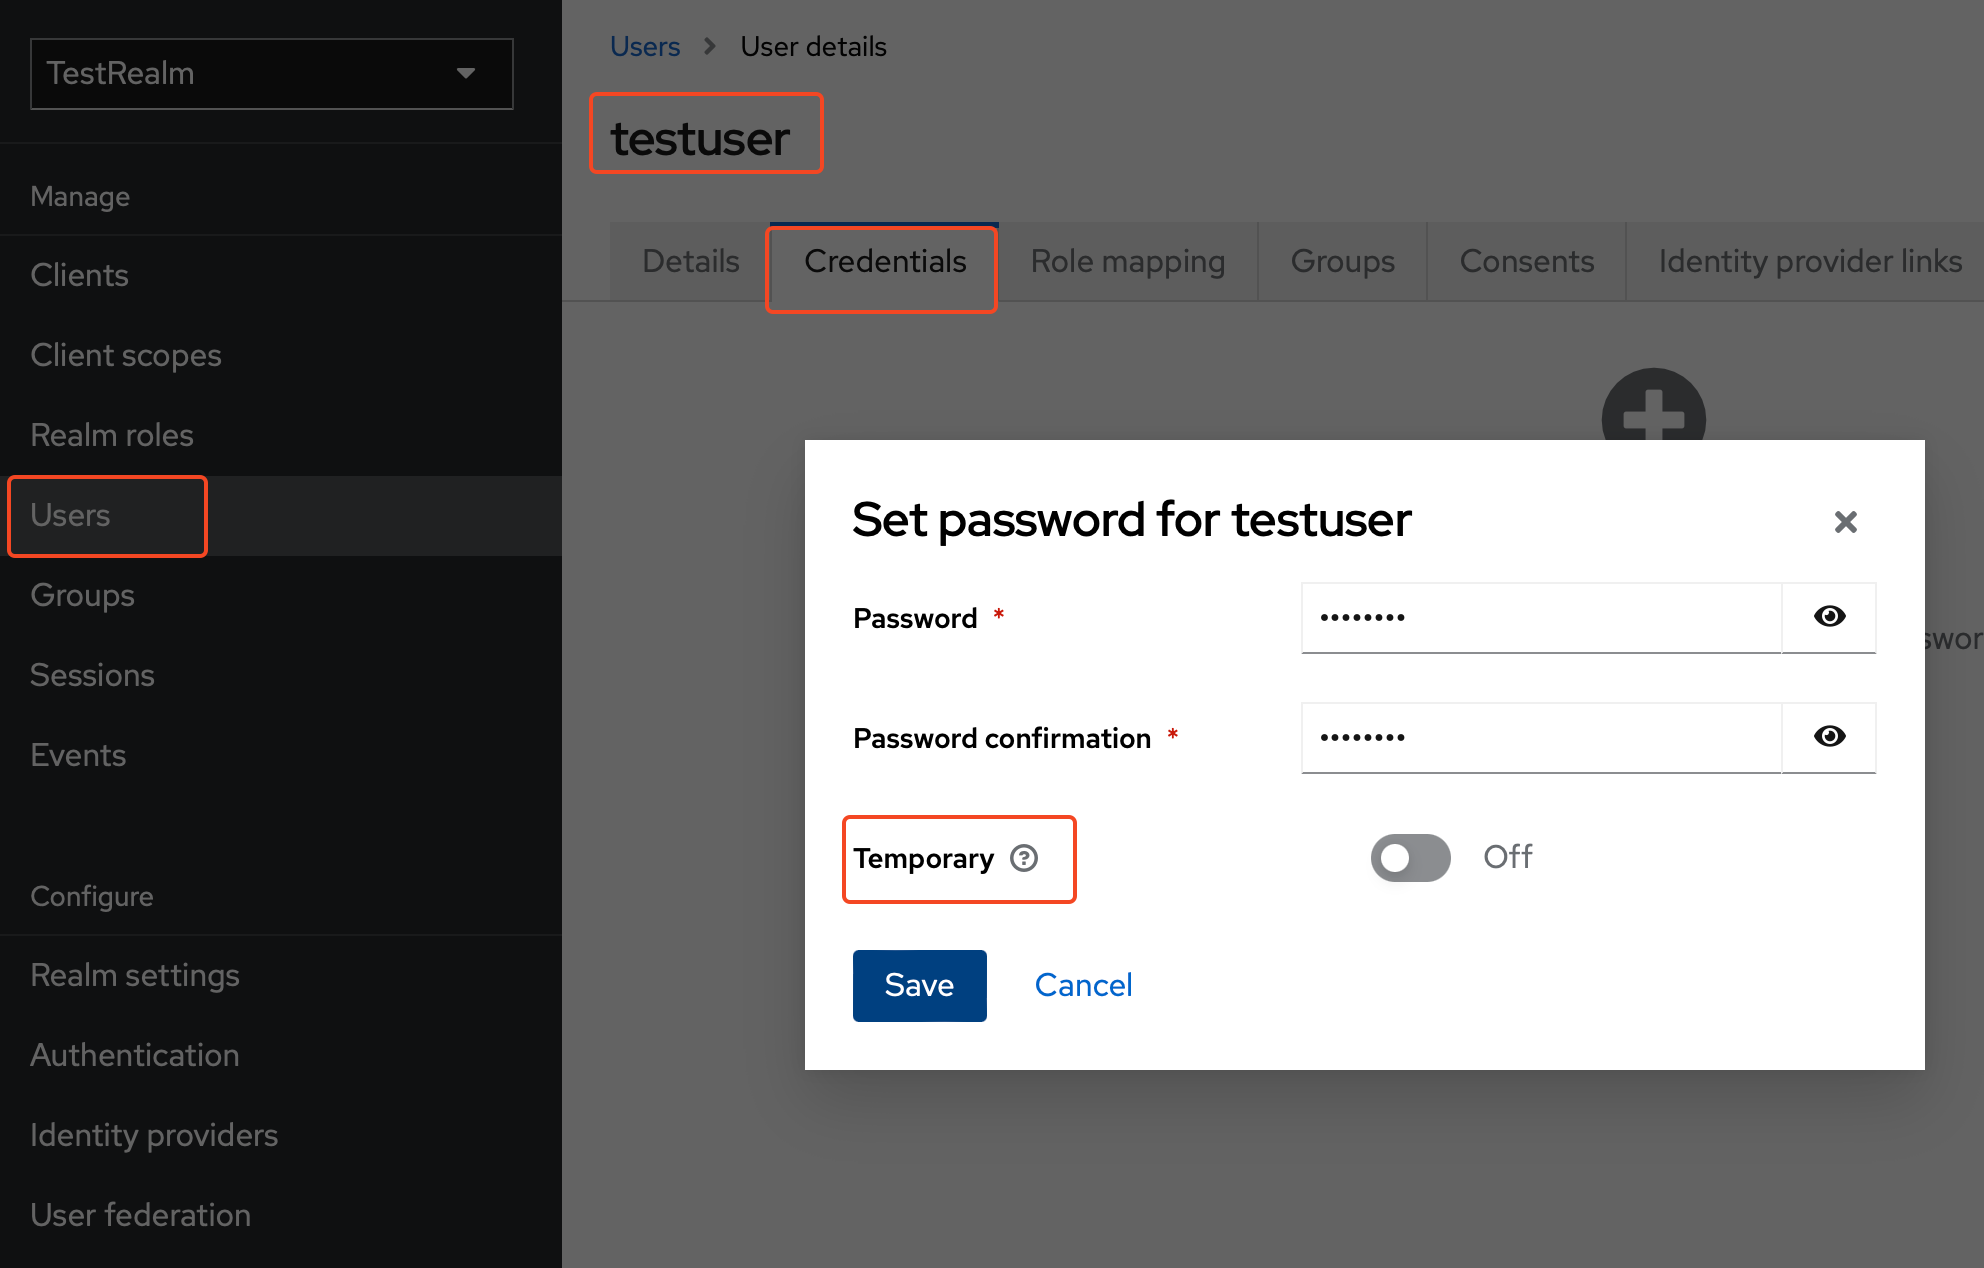 TestRealm
Manage
Clients
Client scopes
Realm roles
Users
Groups
Sessions
Events
Configure
Realm settings
Authentication
Identity providers
User federation
Users > User details
testuser
Details Credentials Role mapping Groups Consents Identity provider links
Set password for testuser
Password *
Password confirmation *
Temporary Off
Save Cancel